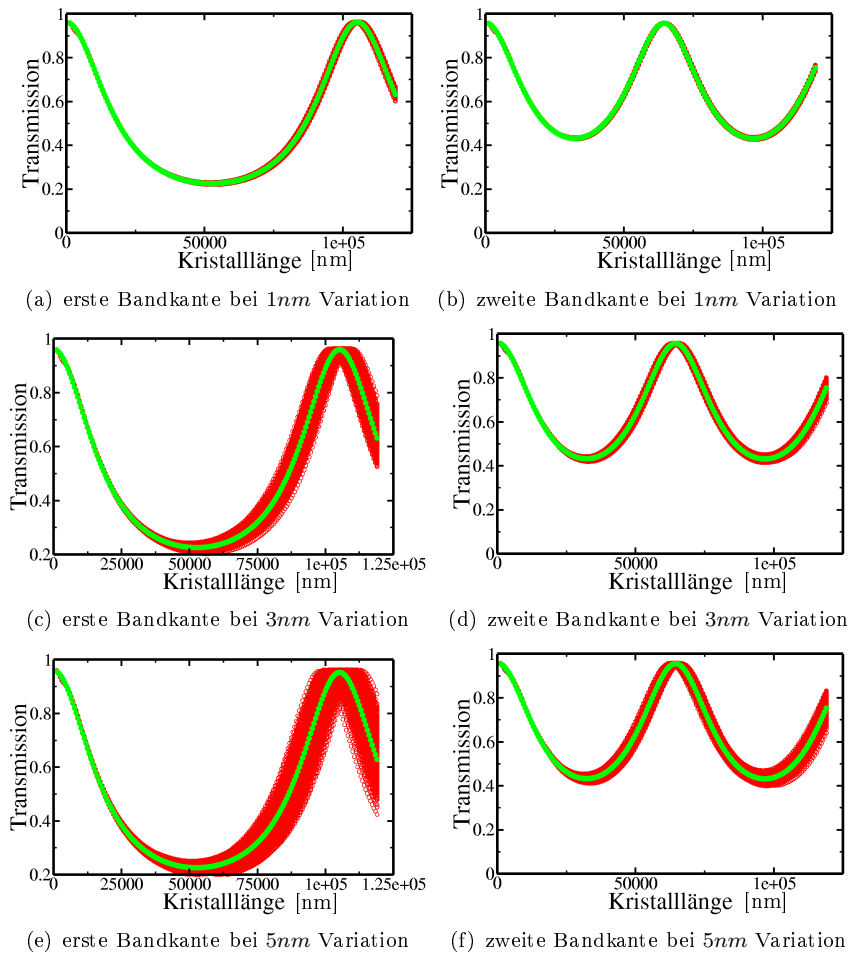 1
0.8
0.6
0.4
0.2
0
Transmission
0 50000 1e+05
Kristalllänge [nm]
(a) erste Bandkante bei 1nm Variation
1
0.8
0.6
0.4
0.2
0
Transmission
0 50000 1e+05
Kristalllänge [nm]
(b) zweite Bandkante bei 1nm Variation
1
0.8
0.6
0.4
0.2
Transmission
0 25000 50000 75000 1e+05 1.25e+05
Kristalllänge [nm]
(c) erste Bandkante bei 3nm Variation
1
0.8
0.6
0.4
0.2
0
Transmission
0 50000 1e+05
Kristalllänge [nm]
(d) zweite Bandkante bei 3nm Variation
1
0.8
0.6
0.4
0.2
Transmission
0 25000 50000 75000 1e+05 1.25e+05
Kristalllänge [nm]
(e) erste Bandkante bei 5nm Variation
1
0.8
0.6
0.4
0.2
0
Transmission
0 50000 1e+05
Kristalllänge [nm]
(f) zweite Bandkante bei 5nm Variation